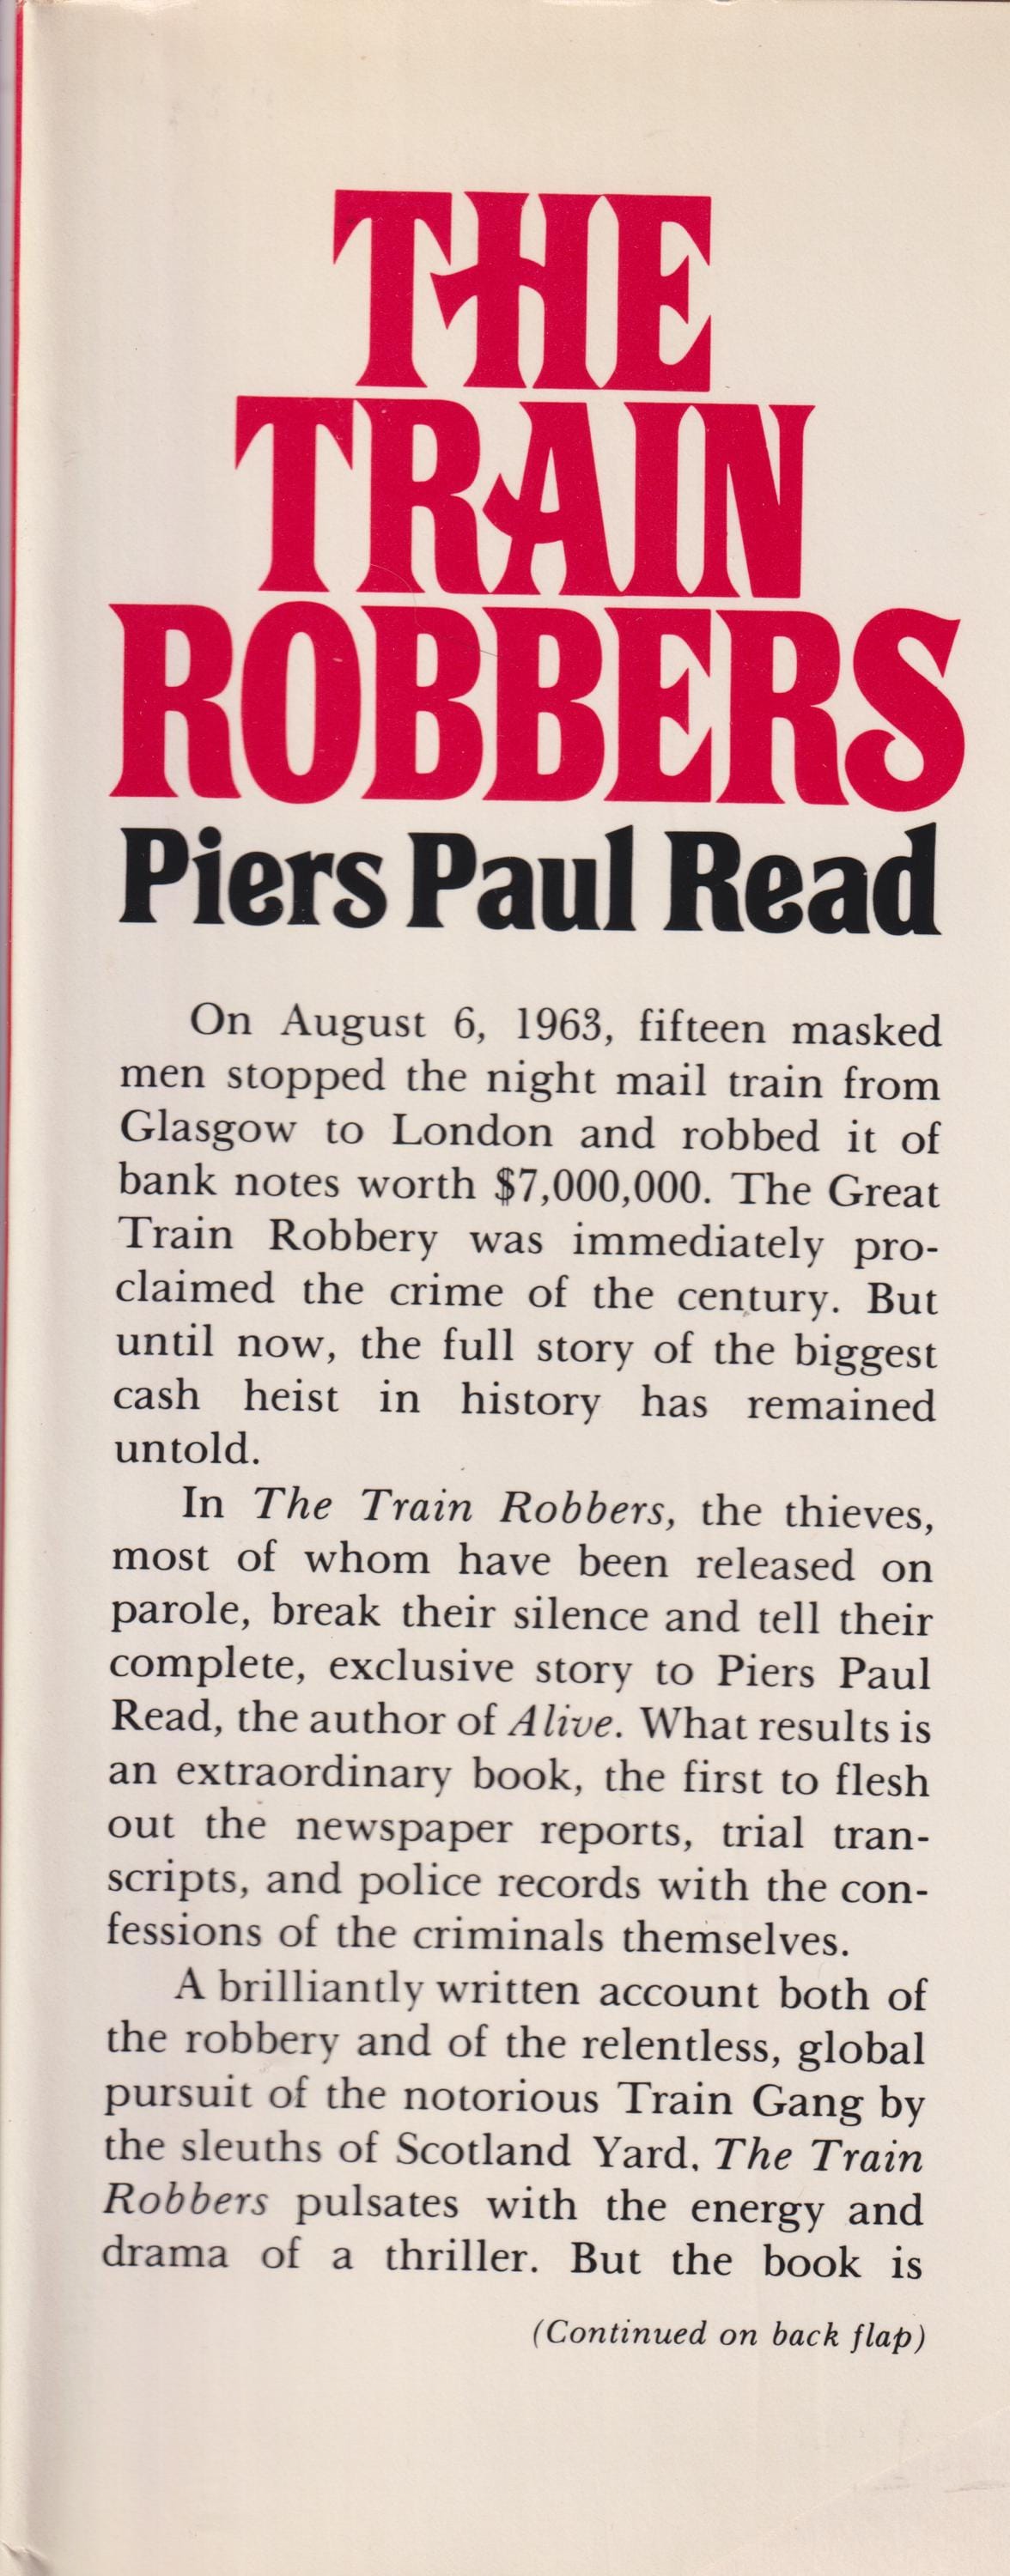 THE
TRAIN
ROBBERS
Piers Paul Read
On August 6, 1963, fifteen masked
men stopped the night mail train from
Glasgow to London and robbed it of
bank notes worth $7,000,000. The Great
Train Robbery was immediately pro-
claimed the crime of the century. But
until now, the full story of the biggest
cash heist in history has remained
untold.
In The Train Robbers, the thieves,
most of whom have been released on
parole, break their silence and tell their
complete, exclusive story to Piers Paul
Read, the author of Alive. What results is
an extraordinary book, the first to flesh
out the newspaper reports, trial tran-
scripts, and police records with the con-
fessions of the criminals themselves.
A brilliantly written account both of
the robbery and of the relentless, global
pursuit of the notorious Train Gang by
the sleuths of Scotland Yard, The Train
Robbers pulsates with the energy and
drama of a thriller. But the book is
(Continued on back flap)